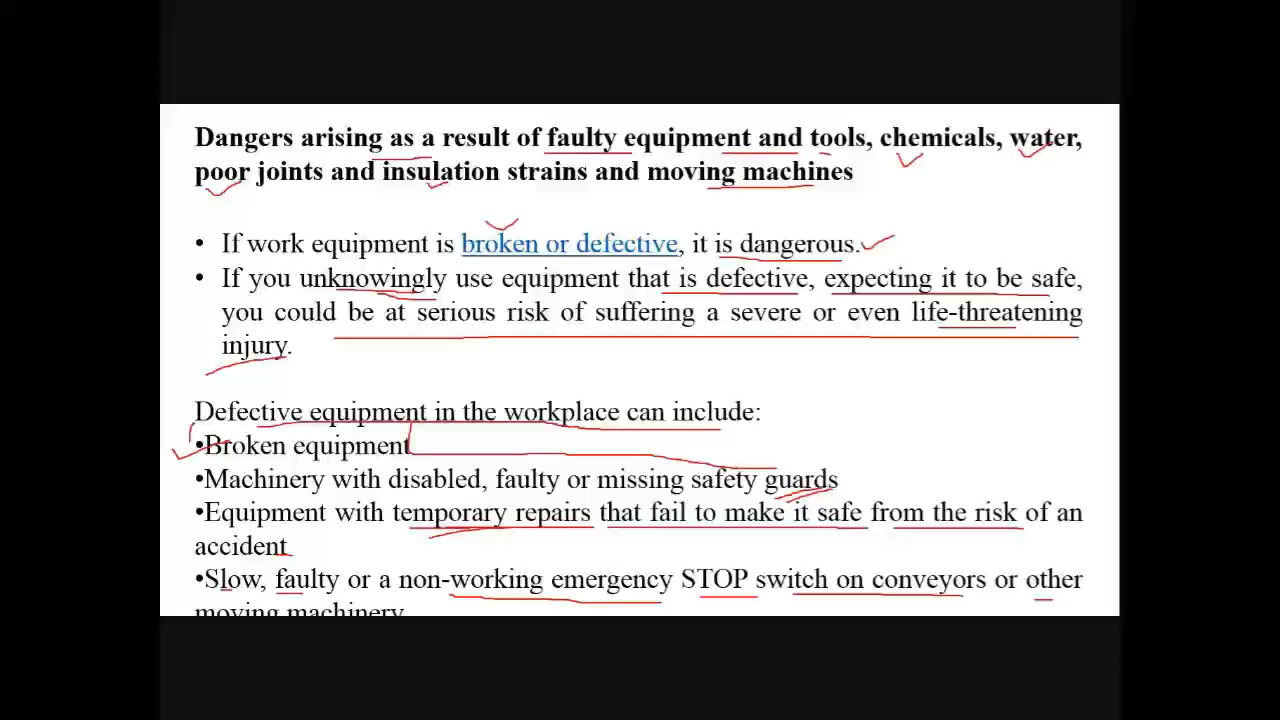 Dangers arising as a result of faulty equipment and tools, chemicals, water,
poor joints and insulation strains and moving machines
• If work equipment is broken or defective, it is dangerous.
• If you unknowingly use equipment that is defective, expecting it to be safe,
you could be at serious risk of suffering a severe or even life-threatening
injury.
Defective equipment in the workplace can include:
•Broken equipment
•Machinery with disabled, faulty or missing safety guards
•Equipment with temporary repairs that fail to make it safe from the risk of an
accident
•Slow, faulty or a non-working emergency STOP switch on conveyors or other
moving machinery